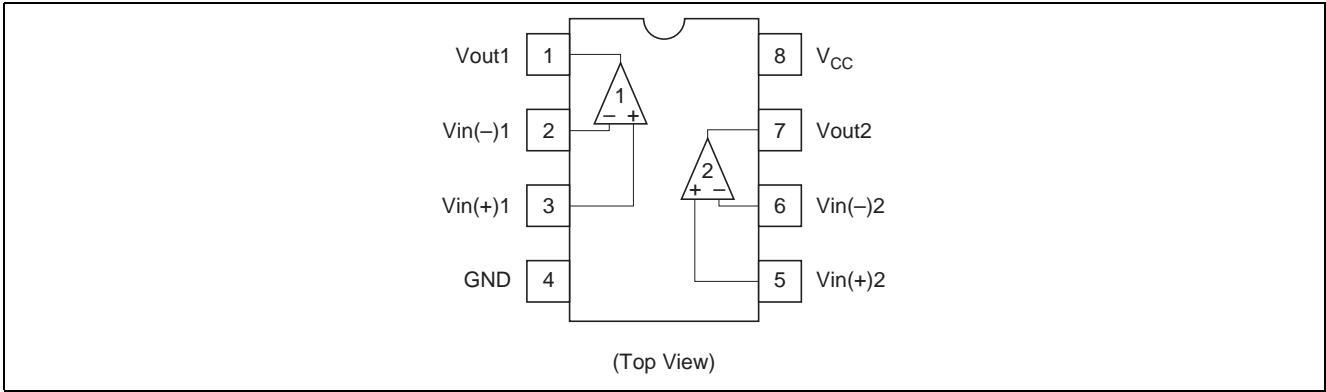 Vout1 1
8 VCC
1
– +
Vin(–)1 2
7 Vout2
2
+ –
Vin(+)1 3
6 Vin(–)2
GND 4
5 Vin(+)2
(Top View)